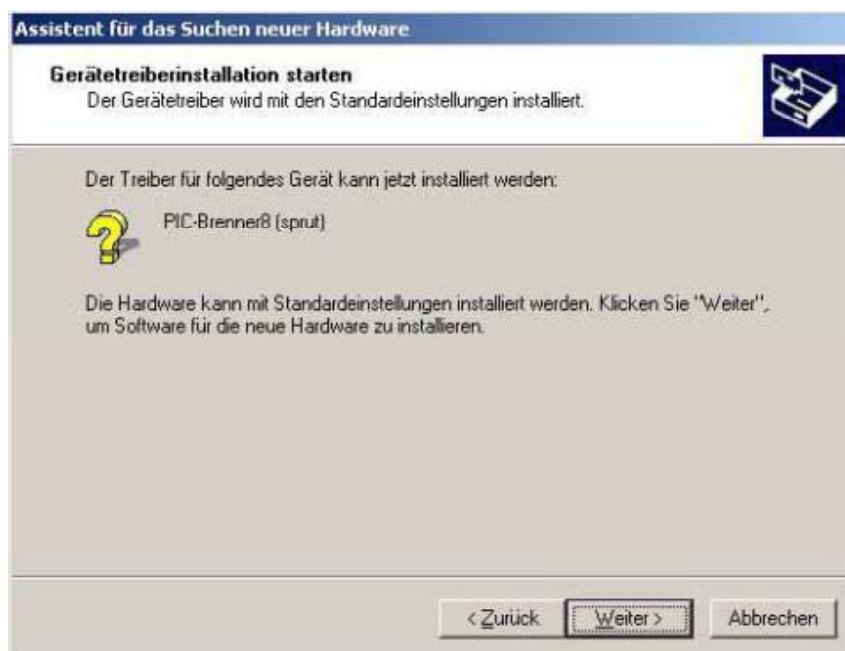 Assistent für das Suchen neuer Hardware
Gerätetreiberinstallation starten
Der Gerätetreiber wird mit den Standardeinstellungen installiert.
Der Treiber für folgendes Gerät kann jetzt installiert werden:
PIC-Brenner8 (sprut)
Die Hardware kann mit Standardeinstellungen installiert werden. Klicken Sie "Weiter",
um Software für die neue Hardware zu installieren.
< Zurück Weiter > Abbrechen